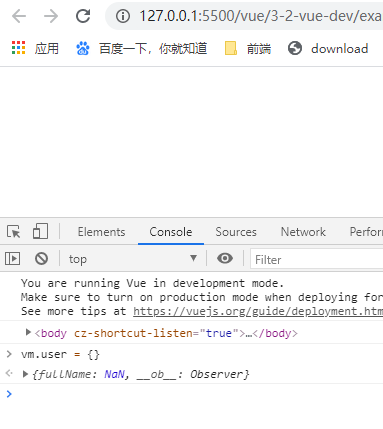 127.0.0.1:5500/vue/3-2-vue-dev/exa
应用 百度一下，你就知道 前端 download
Elements Console Sources Network Perform
top Filter
You are running Vue in development mode.
Make sure to turn on production mode when deploying for
See more tips at https://vuejs.org/guide/deployment.htm
<body cz-shortcut-listen="true">…</body>
vm.user = {}
{fullName: NaN, __ob__: Observer}